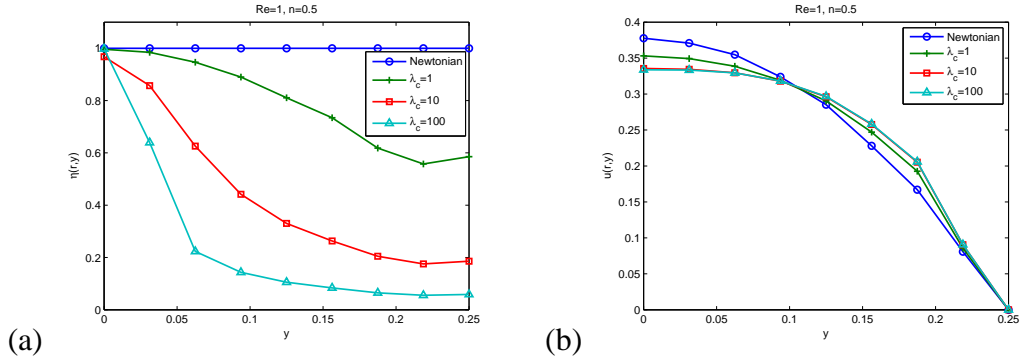 Re=1, n=0.5
η(r,y)
1
0.8
0.6
0.4
0.2
0
0 0.05 0.1 0.15 0.2 0.25
y
Newtonian
λc=1
λc=10
λc=100
(a)
Re=1, n=0.5
u(r,y)
0.4
0.35
0.3
0.25
0.2
0.15
0.1
0.05
0
0 0.05 0.1 0.15 0.2 0.25
y
Newtonian
λc=1
λc=10
λc=100
(b)